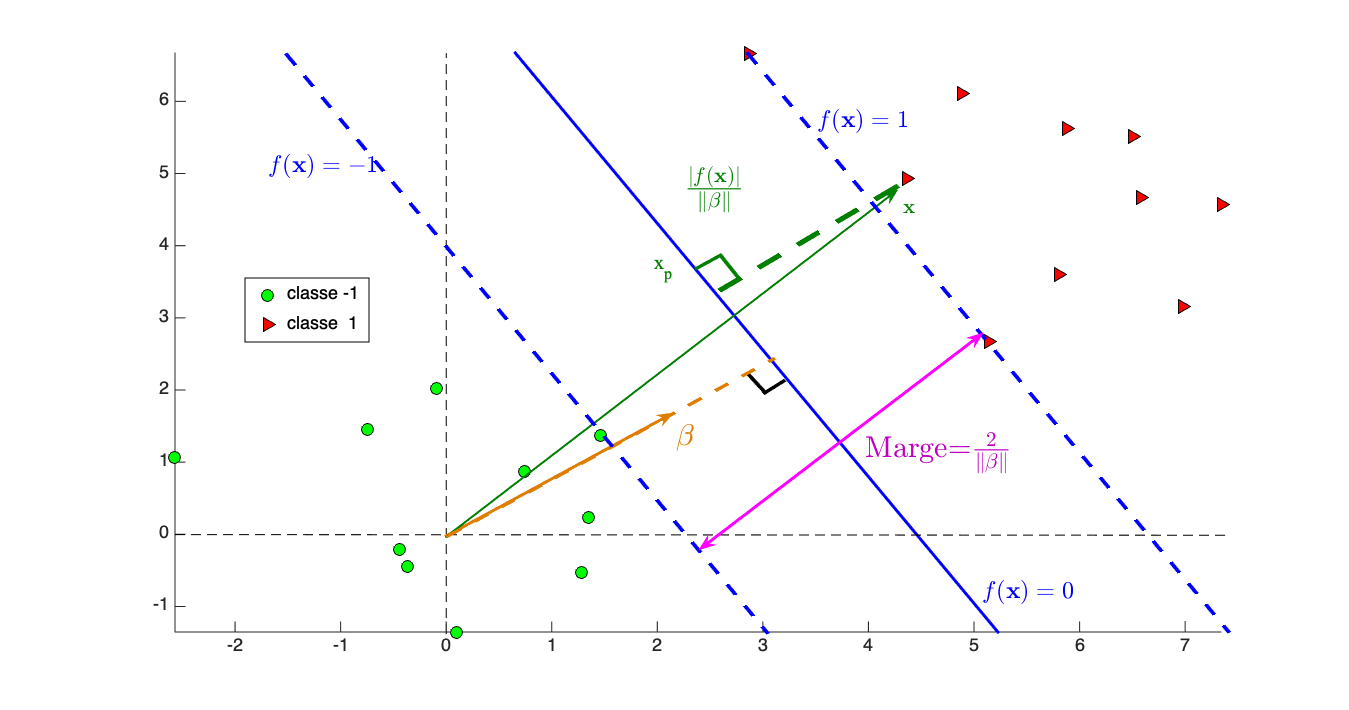 6
f(x) = 1
f(x) = −1
5
|f(x)|
‖β‖
x
4
x_p
classe -1
3
classe 1
2
β
Marge=2/‖β‖
1
0
f(x) = 0
-1
-2 -1 0 1 2 3 4 5 6 7